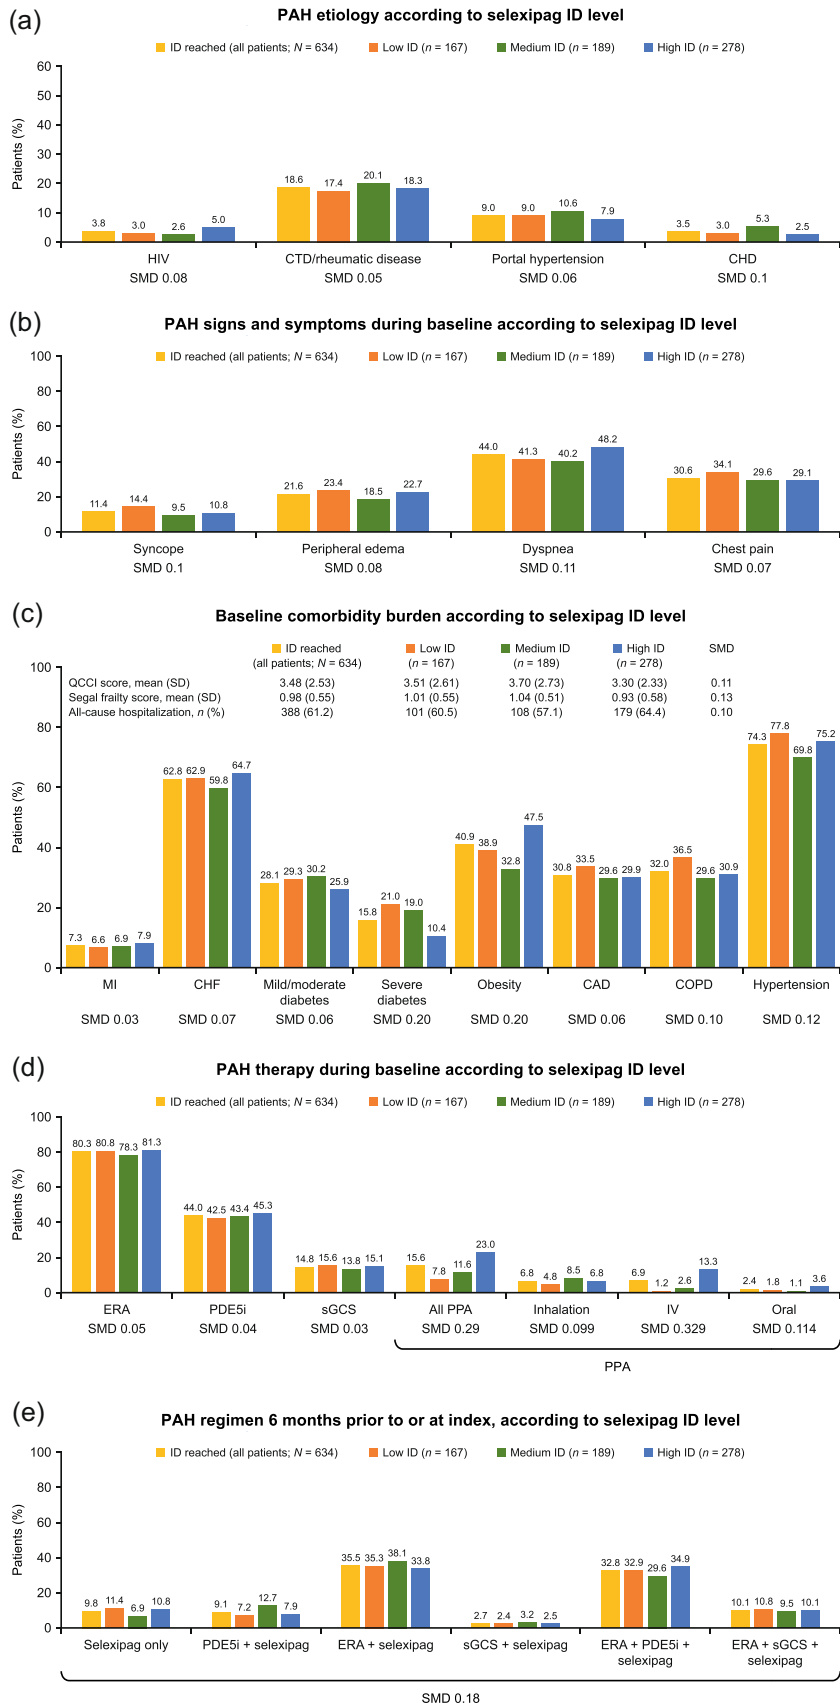 (a)
PAH etiology according to selexipag ID level
ID reached (all patients; N = 634) Low ID (n = 167) Medium ID (n = 189) High ID (n = 278)
Patients (%)
60
50
40
30
20
10
0
3.8 3.0 2.6 5.0
18.6 17.4 20.1 18.3
9.0 9.0 10.6 7.9
3.5 3.0 5.3 2.5
HIV CTD/rheumatic disease Portal hypertension CHD
SMD 0.08 SMD 0.05 SMD 0.06 SMD 0.1
(b)
PAH signs and symptoms during baseline according to selexipag ID level
ID reached (all patients; N = 634) Low ID (n = 167) Medium ID (n = 189) High ID (n = 278)
Patients (%)
100
80
60
40
20
0
11.4 14.4 9.5 10.8
21.6 23.4 18.5 22.7
44.0 41.3 40.2 48.2
30.6 34.1 29.6 29.1
Syncope Peripheral edema Dyspnea Chest pain
SMD 0.1 SMD 0.08 SMD 0.11 SMD 0.07
(c)
Baseline comorbidity burden according to selexipag ID level
ID reached Low ID Medium ID High ID SMD
(all patients; N = 634) (n = 167) (n = 189) (n = 278)
QCCI score, mean (SD) 3.48 (2.53) 3.51 (2.61) 3.70 (2.73) 3.30 (2.33) 0.11
Segal frailty score, mean (SD) 0.98 (0.55) 1.01 (0.55) 1.04 (0.51) 0.93 (0.58) 0.13
All-cause hospitalization, n (%) 388 (61.2) 101 (60.5) 108 (57.1) 179 (64.4) 0.10
Patients (%)
100
80
60
40
20
0
7.3 6.6 6.9 7.9
62.8 62.9 59.8 64.7
28.1 29.3 30.2 25.9
15.8 21.0 19.0 10.4
40.9 38.9 32.8 47.5
30.8 33.5 29.6 29.9
32.0 36.5 29.6 30.9
74.3 77.8 69.8 75.2
MI CHF Mild/moderate Severe Obesity CAD COPD Hypertension
diabetes diabetes
SMD 0.03 SMD 0.07 SMD 0.06 SMD 0.20 SMD 0.20 SMD 0.06 SMD 0.10 SMD 0.12
(d)
PAH therapy during baseline according to selexipag ID level
ID reached (all patients; N = 634) Low ID (n = 167) Medium ID (n = 189) High ID (n = 278)
Patients (%)
100
80
60
40
20
0
80.3 80.8 78.3 81.3
44.0 42.5 43.4 45.3
14.8 15.6 13.8 15.1
15.6 7.8 11.6 23.0
6.8 4.8 8.5 6.8
6.9 1.2 2.6 13.3
2.4 1.8 1.1 3.6
ERA PDE5i sGCS All PPA Inhalation IV Oral
SMD 0.05 SMD 0.04 SMD 0.03 SMD 0.29 SMD 0.099 SMD 0.329 SMD 0.114
PPA
(e)
PAH regimen 6 months prior to or at index, according to selexipag ID level
ID reached (all patients; N = 634) Low ID (n = 167) Medium ID (n = 189) High ID (n = 278)
Patients (%)
100
80
60
40
20
0
9.8 11.4 6.9 10.8
9.1 7.2 12.7 7.9
35.5 35.3 38.1 33.8
2.7 2.4 3.2 2.5
32.8 32.9 29.6 34.9
10.1 10.8 9.5 10.1
Selexipag only PDE5i + selexipag ERA + selexipag sGCS + selexipag ERA + PDE5i + ERA + sGCS +
selexipag selexipag
SMD 0.18